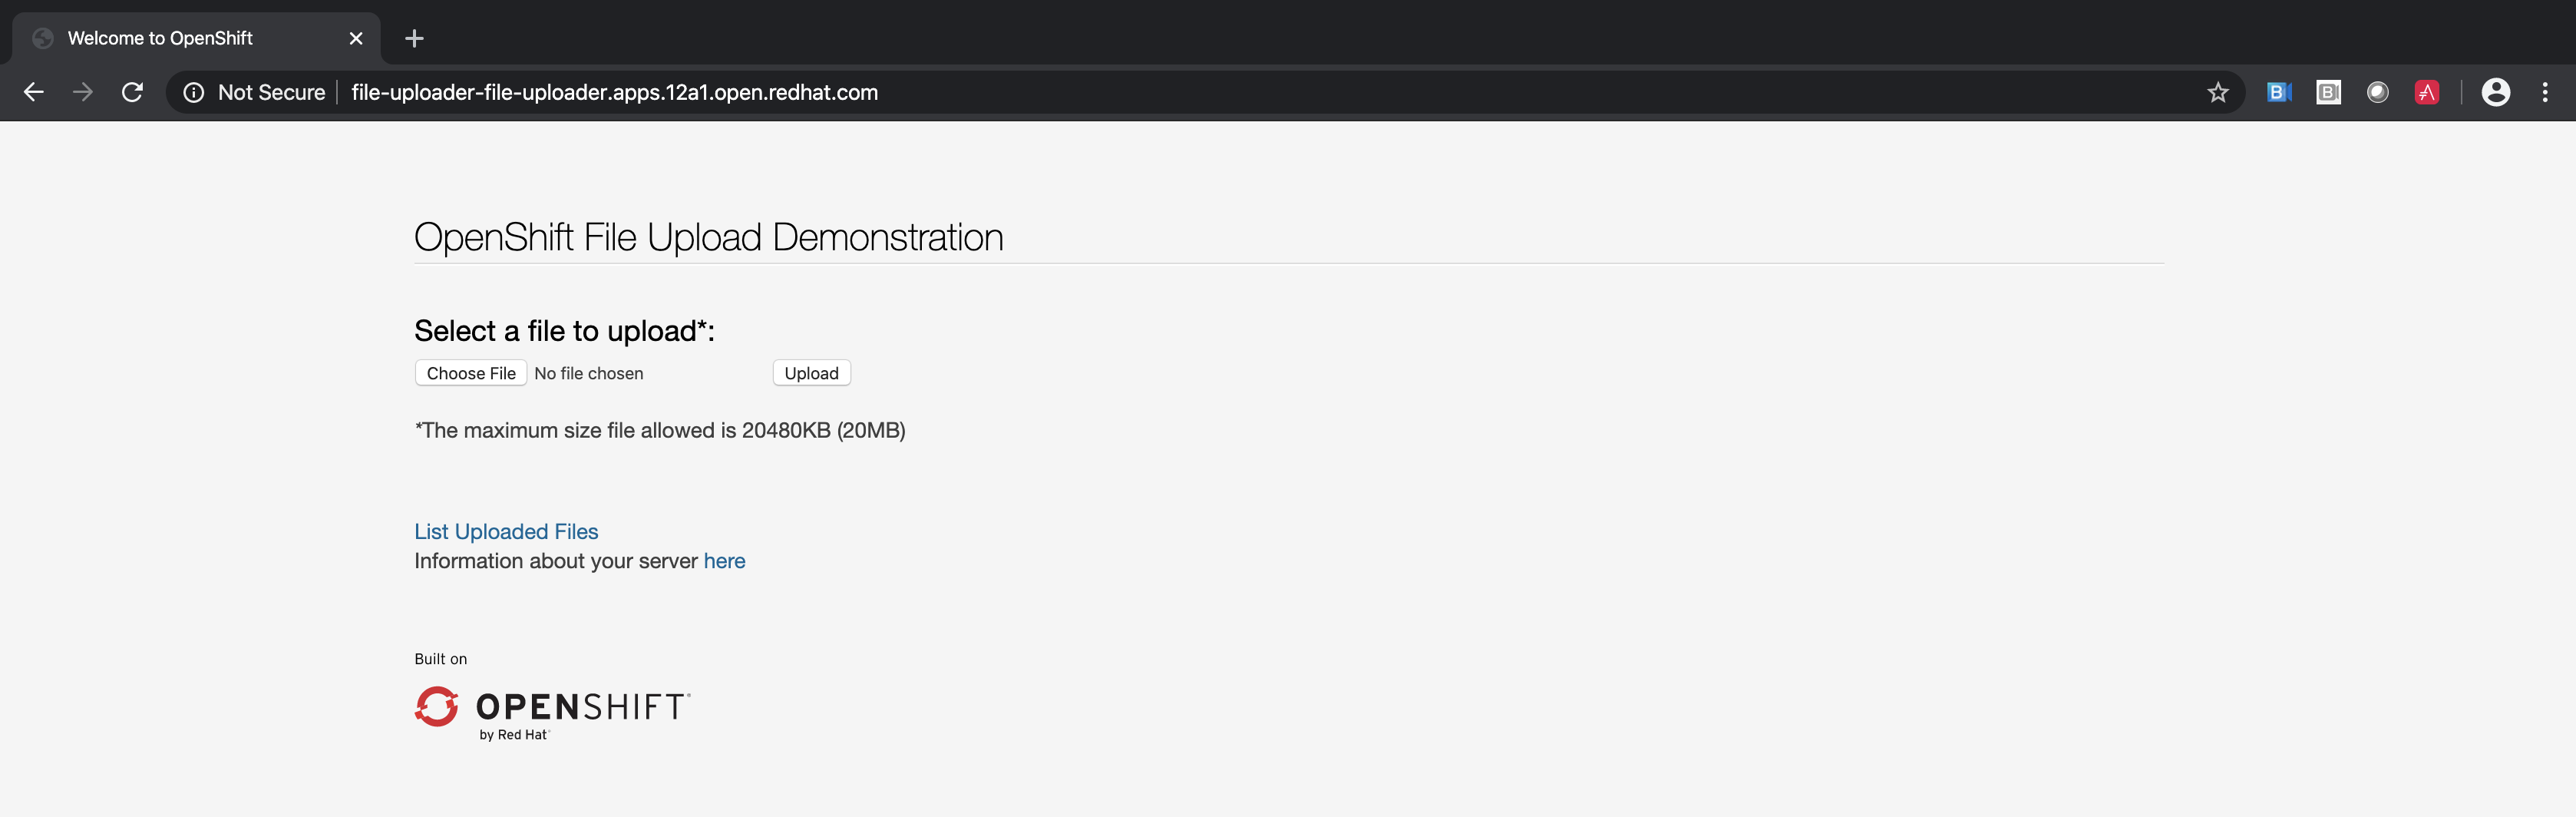 Welcome to OpenShift
Not Secure file-uploader-file-uploader.apps.12a1.open.redhat.com
OpenShift File Upload Demonstration
Select a file to upload*:
Choose File No file chosen Upload
*The maximum size file allowed is 20480KB (20MB)
List Uploaded Files
Information about your server here
Built on
OPENSHIFT
by Red Hat